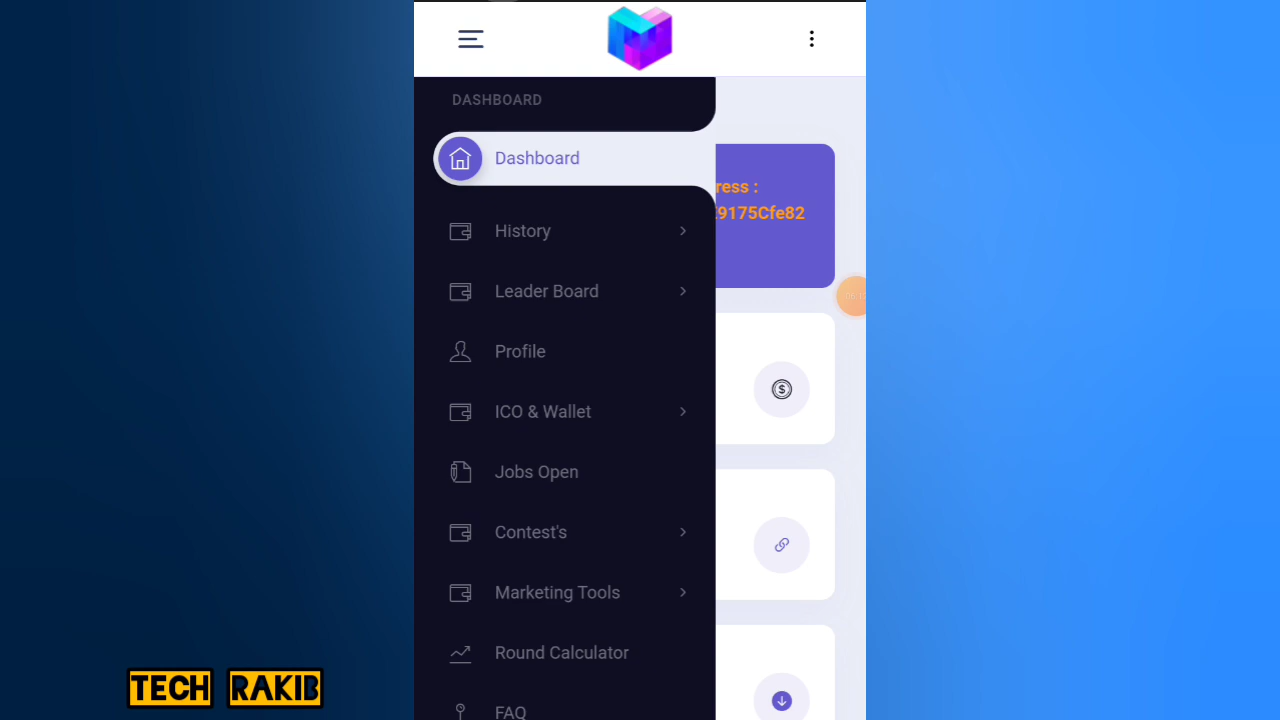 DASHBOARD
Dashboard
ress :
9175Cfe82
History
Leader Board
Profile
ICO & Wallet
Jobs Open
Contest's
Marketing Tools
Round Calculator
FAQ
TECH RAKIB